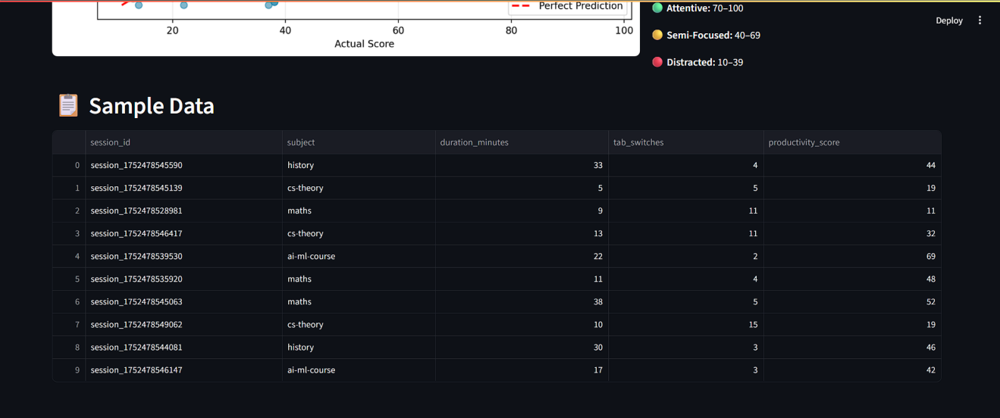 Perfect Prediction
20 40 60 80 100
Actual Score
Attentive: 70–100
Semi-Focused: 40–69
Distracted: 10–39
Deploy
Sample Data
session_id subject duration_minutes tab_switches productivity_score
0 session_1752478545590 history 33 4 44
1 session_1752478545139 cs-theory 5 5 19
2 session_1752478528981 maths 9 11 11
3 session_1752478546417 cs-theory 13 11 32
4 session_1752478539530 ai-ml-course 22 2 69
5 session_1752478535920 maths 11 4 48
6 session_1752478545063 maths 38 5 52
7 session_1752478549062 cs-theory 10 15 19
8 session_1752478544081 history 30 3 46
9 session_1752478546147 ai-ml-course 17 3 42